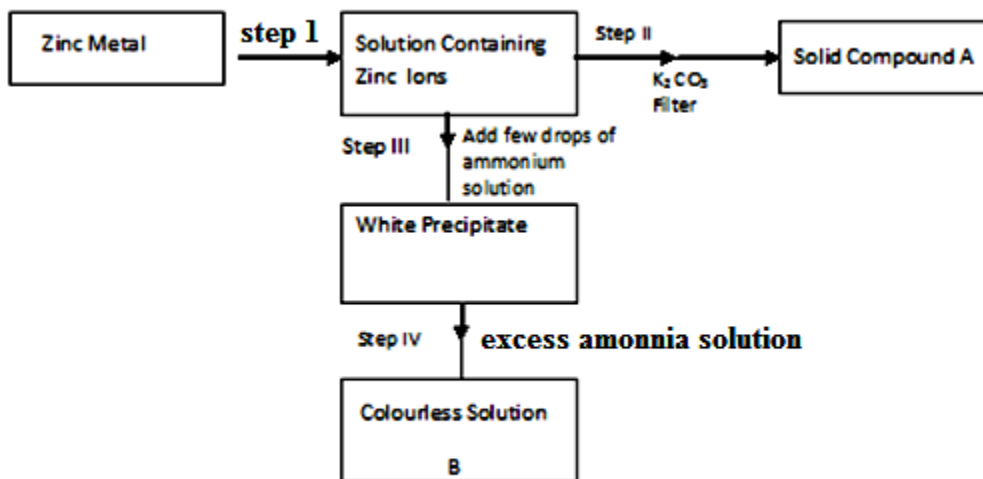 Zinc Metal
step 1
Solution Containing
Zinc Ions
Step II
K₂CO₃
Filter
Solid Compound A
Step III
Add few drops of
ammonium
solution
White Precipitate
Step IV
excess amonnia solution
Colourless Solution
B